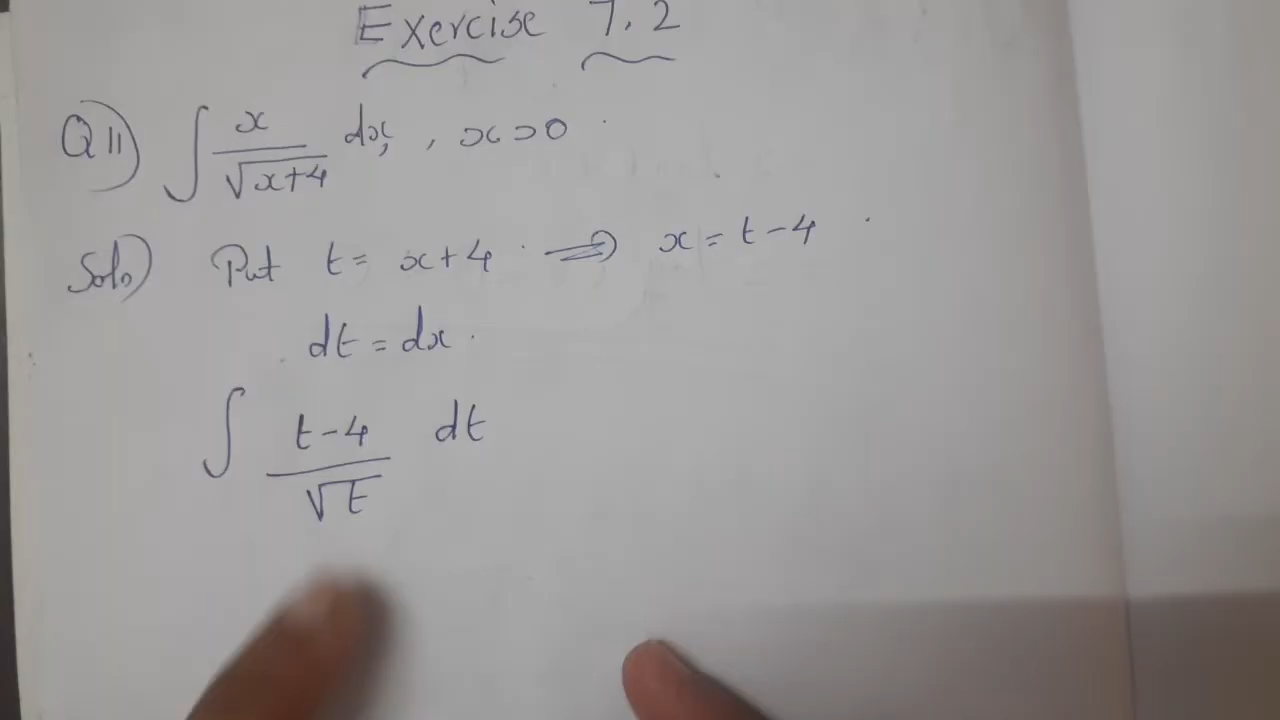 Exercise 7.2
Q11) ∫ x/√(x+4) dx, x>0
Soln) Put t = x+4 ⇒ x = t-4
dt = dx
∫ (t-4)/√t dt